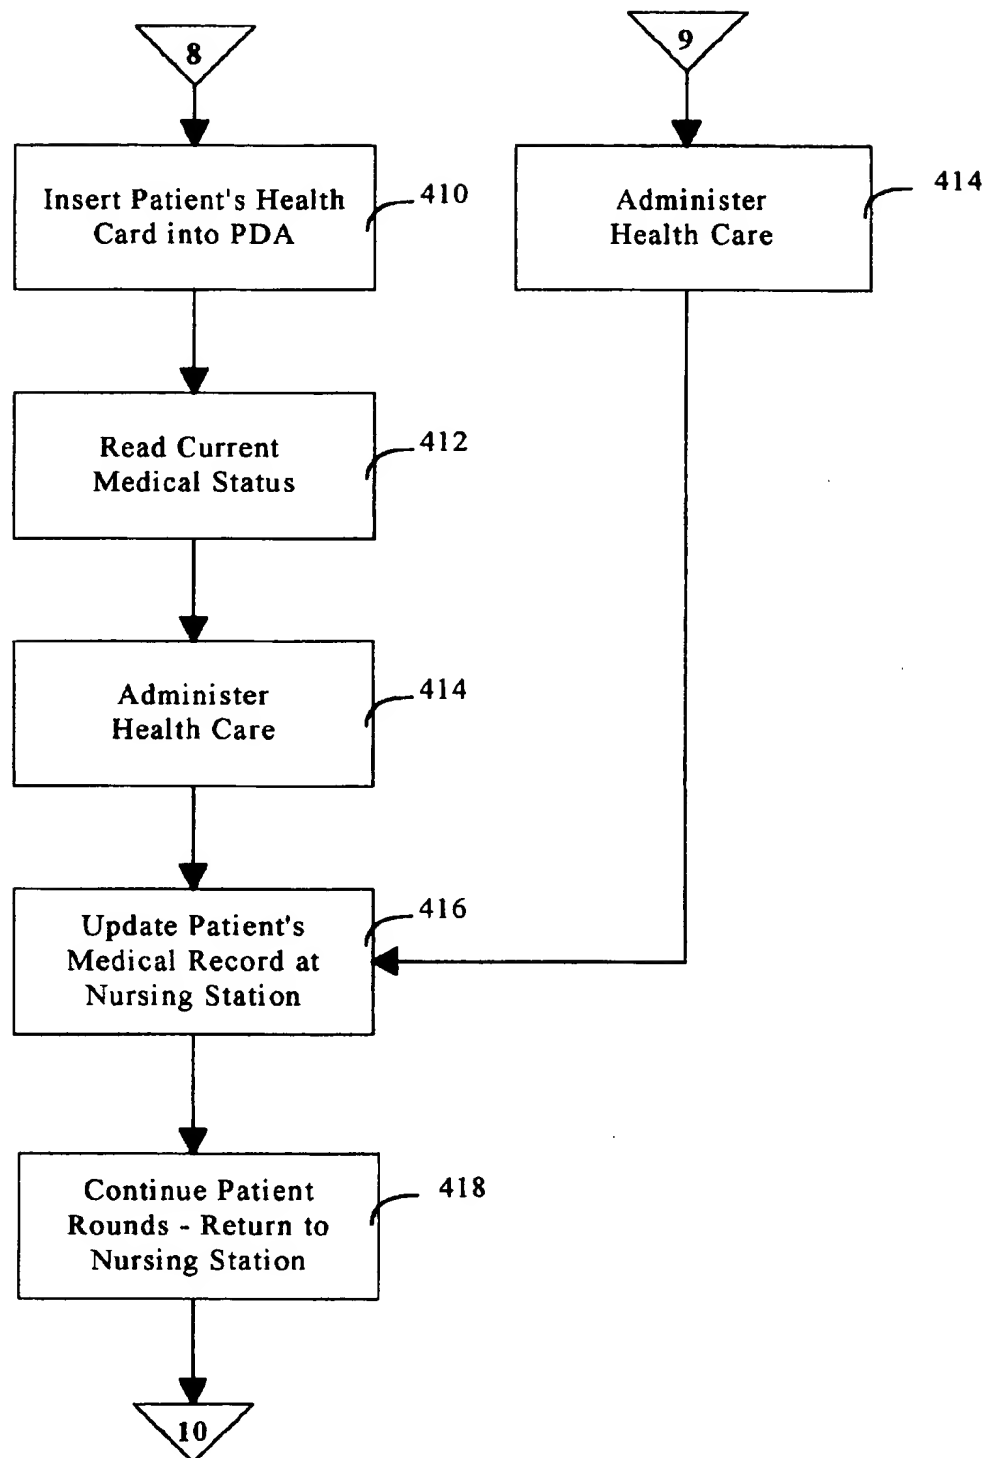 8
Insert Patient's Health
Card into PDA
410
Read Current
Medical Status
412
Administer
Health Care
414
Update Patient's
Medical Record at
Nursing Station
416
Continue Patient
Rounds - Return to
Nursing Station
418
10
9
Administer
Health Care
414